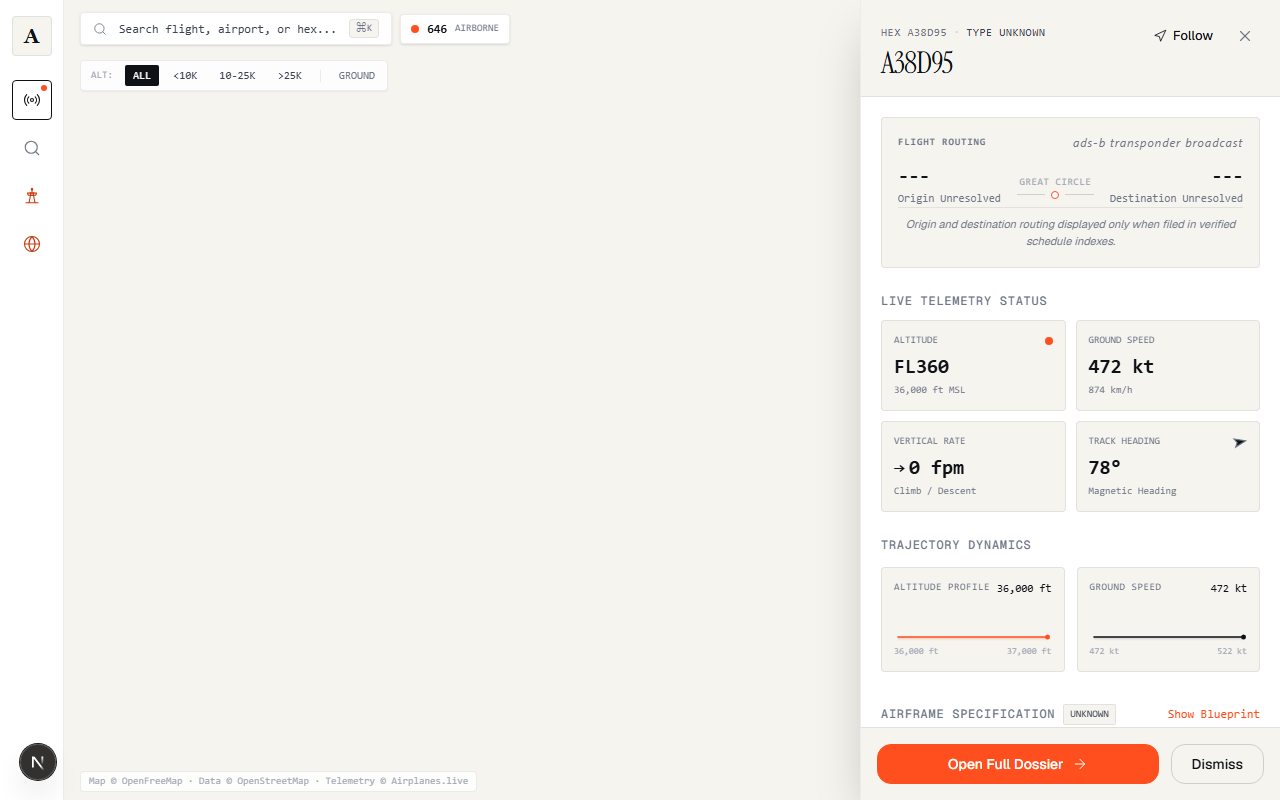 A
Search flight, airport, or hex... ⌘K
646 AIRBORNE
ALT: ALL <10K 10-25K >25K GROUND
HEX A38D95 · TYPE UNKNOWN
A38D95
Follow
FLIGHT ROUTING
ads-b transponder broadcast
---
Origin Unresolved
GREAT CIRCLE
---
Destination Unresolved
Origin and destination routing displayed only when filed in verified
schedule indexes.
LIVE TELEMETRY STATUS
ALTITUDE
FL360
36,000 ft MSL
GROUND SPEED
472 kt
874 km/h
VERTICAL RATE
→0 fpm
Climb / Descent
TRACK HEADING
78°
Magnetic Heading
TRAJECTORY DYNAMICS
ALTITUDE PROFILE 36,000 ft
36,000 ft 37,000 ft
GROUND SPEED 472 kt
472 kt 522 kt
AIRFRAME SPECIFICATION UNKNOWN Show Blueprint
Open Full Dossier →
Dismiss
N
Map © OpenFreeMap · Data © OpenStreetMap · Telemetry © Airplanes.live